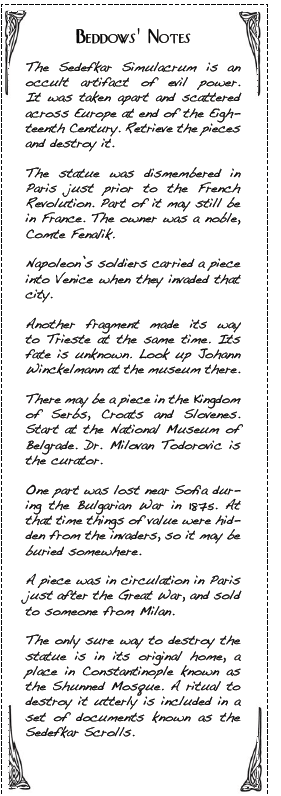 Beddows' Notes
The Sedefkar Simulacrum is an
occult artifact of evil power.
It was taken apart and scattered
across Europe at end of the Eigh-
teenth Century. Retrieve the pieces
and destroy it.
The statue was dismembered in
Paris just prior to the French
Revolution. Part of it may still be
in France. The owner was a noble,
Comte Fenalik.
Napoleon's soldiers carried a piece
into Venice when they invaded that
city.
Another fragment made its way
to Trieste at the same time. Its
fate is unknown. Look up Johann
Winckelmann at the museum there.
There may be a piece in the Kingdom
of Serbs, Croats and Slovenes.
Start at the National Museum of
Belgrade. Dr. Milovan Todorovic is
the curator.
One part was lost near Sofia dur-
ing the Bulgarian War in 1875. At
that time things of value were hid-
den from the invaders, so it may be
buried somewhere.
A piece was in circulation in Paris
just after the Great War, and sold
to someone from Milan.
The only sure way to destroy the
statue is in its original home, a
place in Constantinople known as
the Shunned Mosque. A ritual to
destroy it utterly is included in a
set of documents known as the
Sedefkar Scrolls.